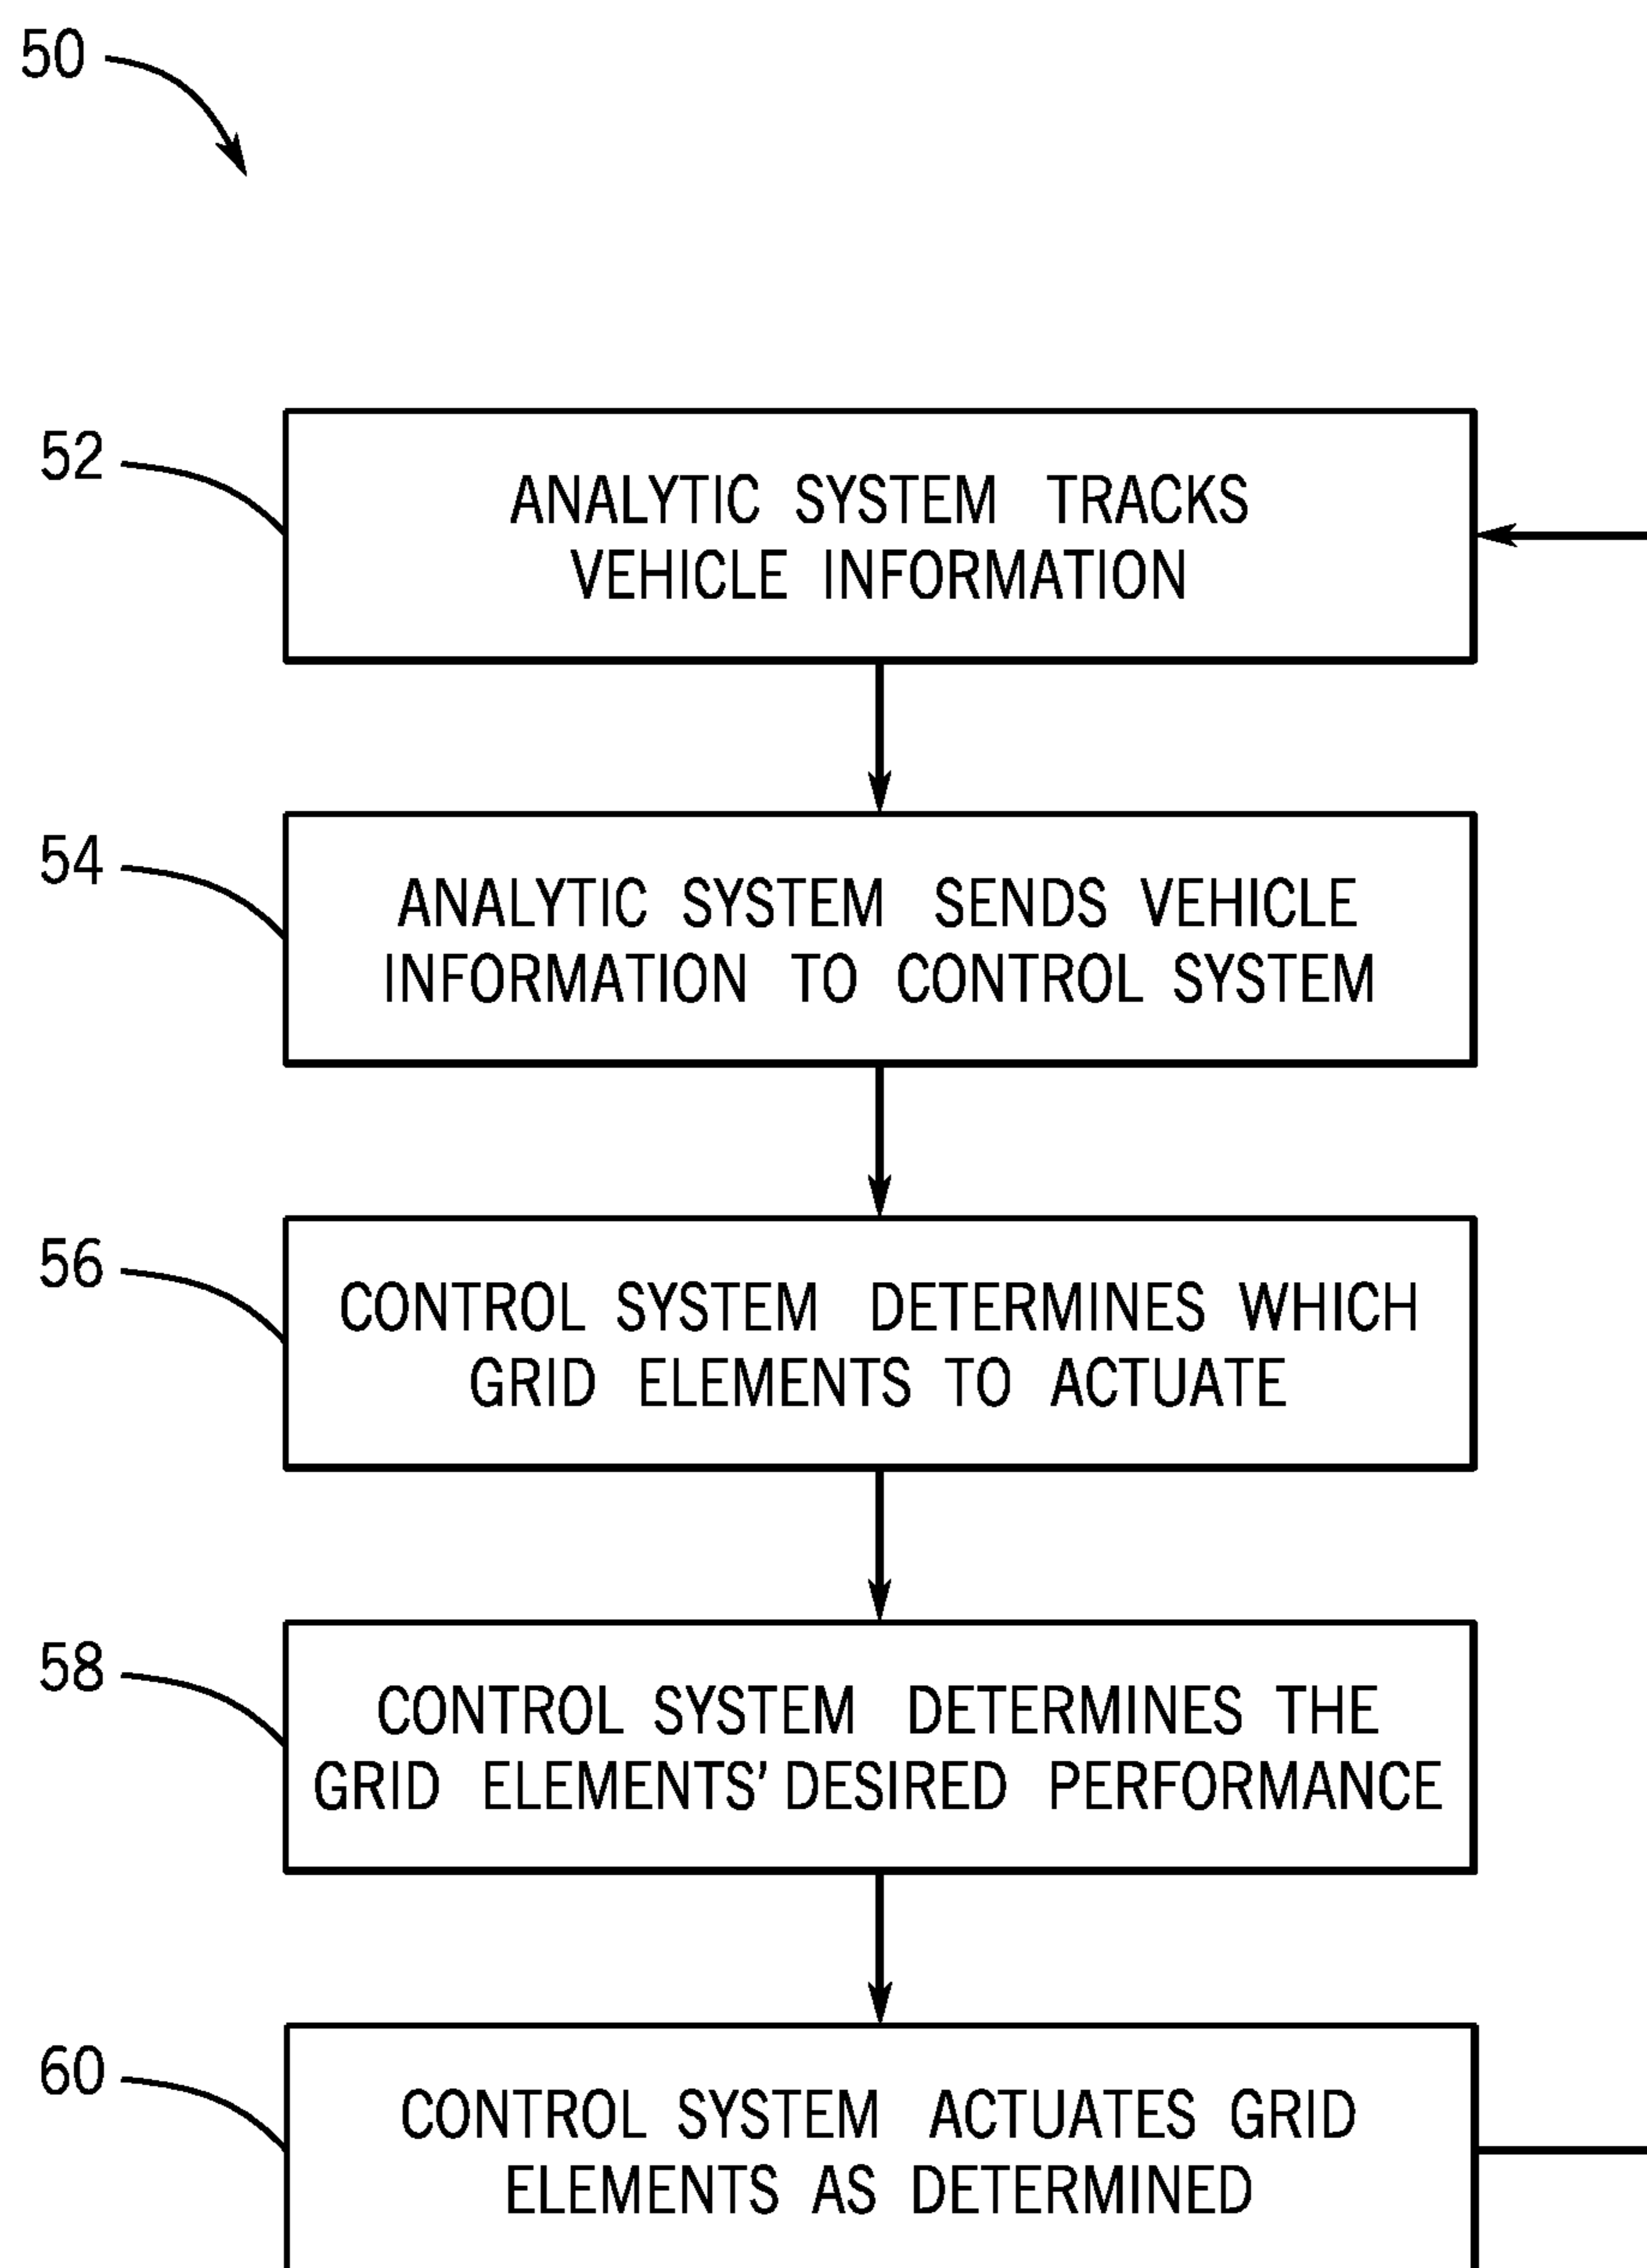 50
52
ANALYTIC SYSTEM TRACKS
VEHICLE INFORMATION
54
ANALYTIC SYSTEM SENDS VEHICLE
INFORMATION TO CONTROL SYSTEM
56
CONTROL SYSTEM DETERMINES WHICH
GRID ELEMENTS TO ACTUATE
58
CONTROL SYSTEM DETERMINES THE
GRID ELEMENTS' DESIRED PERFORMANCE
60
CONTROL SYSTEM ACTUATES GRID
ELEMENTS AS DETERMINED